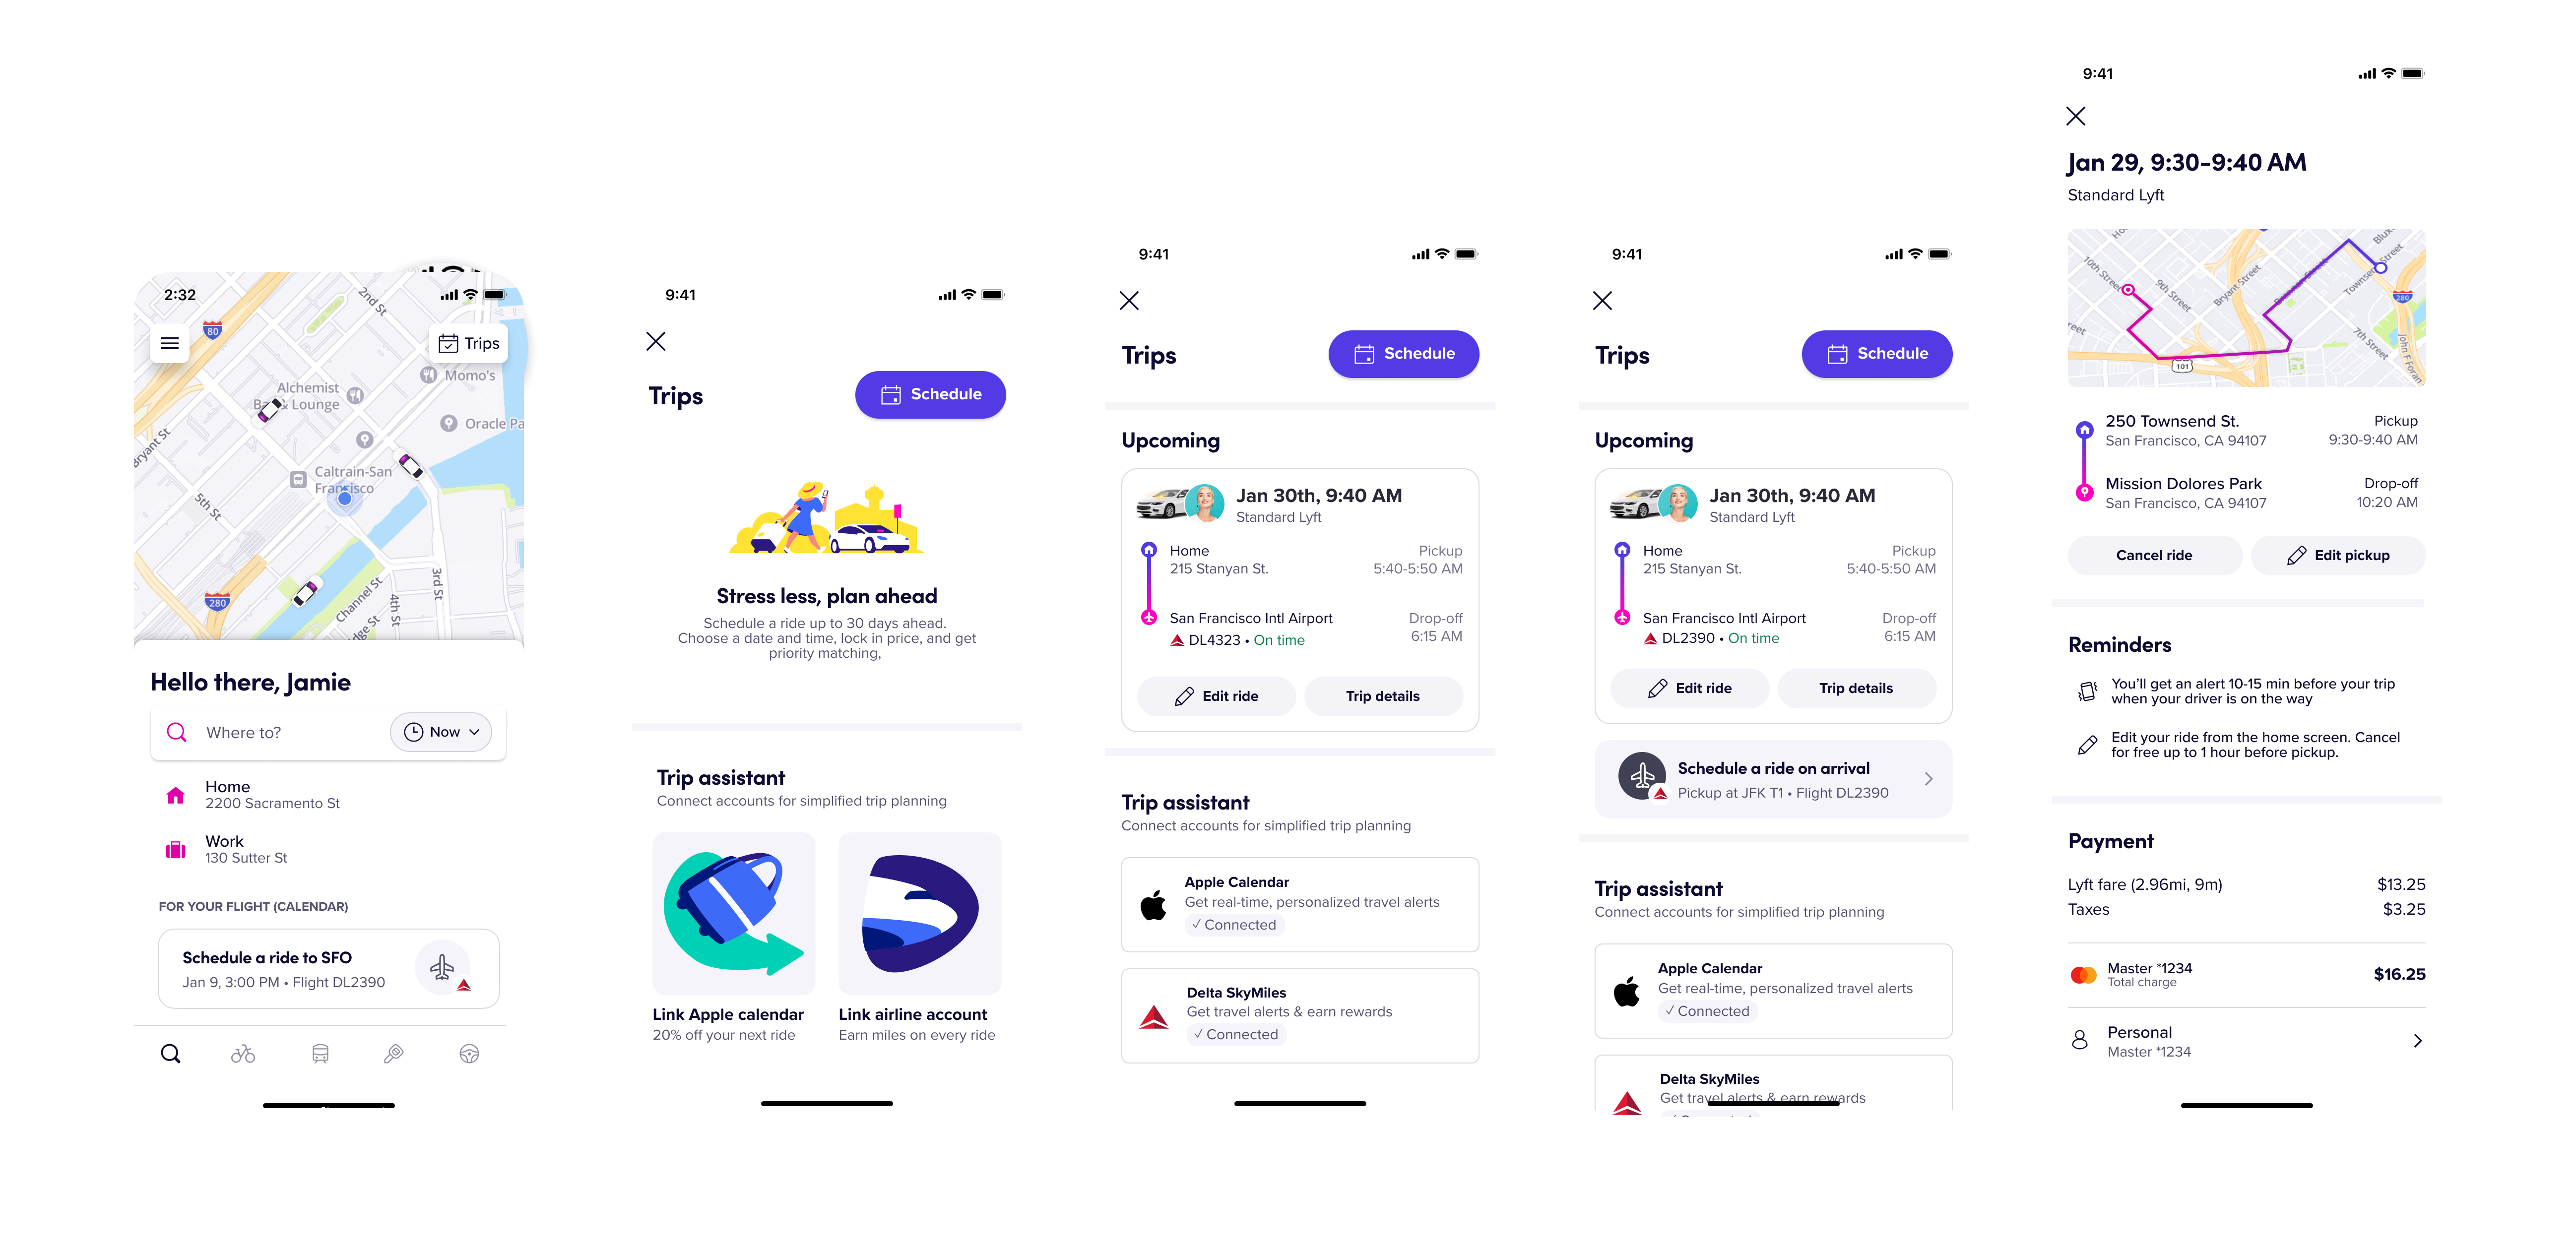 2:32
Trips
80
2nd St
Momo's
Alchemist
Bar & Lounge
Oracle Pa
Bryant St
Caltrain-San
Francisco
5th St
280
Channel St
4th St
3rd St
dge St
Hello there, Jamie
Where to?
Now
Home
2200 Sacramento St
Work
130 Sutter St
FOR YOUR FLIGHT (CALENDAR)
Schedule a ride to SFO
Jan 9, 3:00 PM • Flight DL2390
9:41
Trips
Schedule
Stress less, plan ahead
Schedule a ride up to 30 days ahead.
Choose a date and time, lock in price, and get
priority matching,
Trip assistant
Connect accounts for simplified trip planning
Link Apple calendar
20% off your next ride
Link airline account
Earn miles on every ride
9:41
Trips
Schedule
Upcoming
Jan 30th, 9:40 AM
Standard Lyft
Home
Pickup
215 Stanyan St.
5:40-5:50 AM
San Francisco Intl Airport
Drop-off
DL4323 • On time
6:15 AM
Edit ride
Trip details
Trip assistant
Connect accounts for simplified trip planning
Apple Calendar
Get real-time, personalized travel alerts
✓ Connected
Delta SkyMiles
Get travel alerts & earn rewards
✓ Connected
9:41
Trips
Schedule
Upcoming
Jan 30th, 9:40 AM
Standard Lyft
Home
Pickup
215 Stanyan St.
5:40-5:50 AM
San Francisco Intl Airport
Drop-off
DL2390 • On time
6:15 AM
Edit ride
Trip details
Schedule a ride on arrival
Pickup at JFK T1 • Flight DL2390
Trip assistant
Connect accounts for simplified trip planning
Apple Calendar
Get real-time, personalized travel alerts
✓ Connected
Delta SkyMiles
Get travel alerts & earn rewards
9:41
Jan 29, 9:30-9:40 AM
Standard Lyft
10th Street
9th Street
Bryant Street
Townsend Street
7th Street
John F Foran
280
101
reet
250 Townsend St.
Pickup
San Francisco, CA 94107
9:30-9:40 AM
Mission Dolores Park
Drop-off
San Francisco, CA 94107
10:20 AM
Cancel ride
Edit pickup
Reminders
You'll get an alert 10-15 min before your trip
when your driver is on the way
Edit your ride from the home screen. Cancel
for free up to 1 hour before pickup.
Payment
Lyft fare (2.96mi, 9m)
$13.25
Taxes
$3.25
Master *1234
Total charge
$16.25
Personal
Master *1234